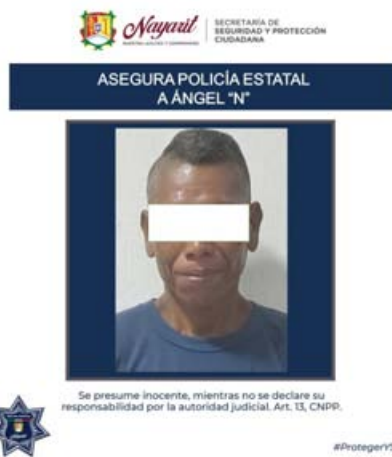 Nayarit
SECRETARÍA DE
SEGURIDAD Y PROTECCIÓN
CIUDADANA
ASEGURA POLICÍA ESTATAL
A ÁNGEL "N"
Se presume inocente, mientras no se declare su
responsabilidad por la autoridad judicial. Art. 13, CNPP.
#ProtegerYS